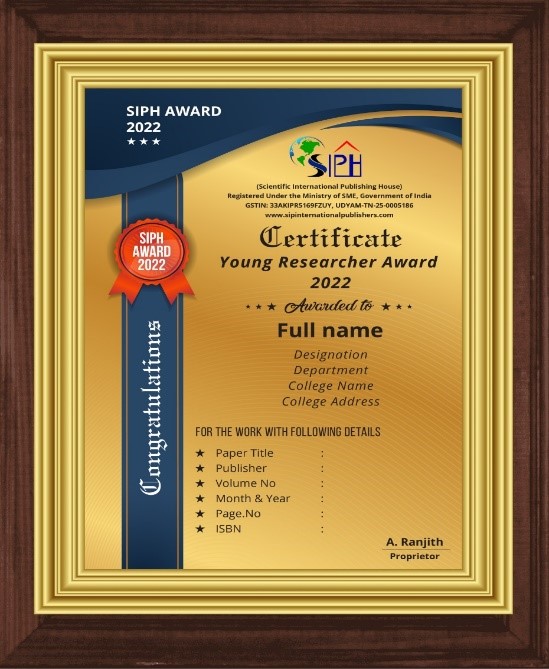 SIPH AWARD
2022
SIPH
(Scientific International Publishing House)
Registered Under the Ministry of SME, Government of India
GSTIN: 33AKIPR5169FZUY, UDYAM-TN-25-0005186
www.sipinternationalpublishers.com
SIPH
AWARD
2022
Congratulations
Certificate
Young Researcher Award
2022
Awarded to
Full name
Designation
Department
College Name
College Address
FOR THE WORK WITH FOLLOWING DETAILS
★ Paper Title :
★ Publisher :
★ Volume No :
★ Month & Year :
★ Page.No :
★ ISBN :
A. Ranjith
Proprietor